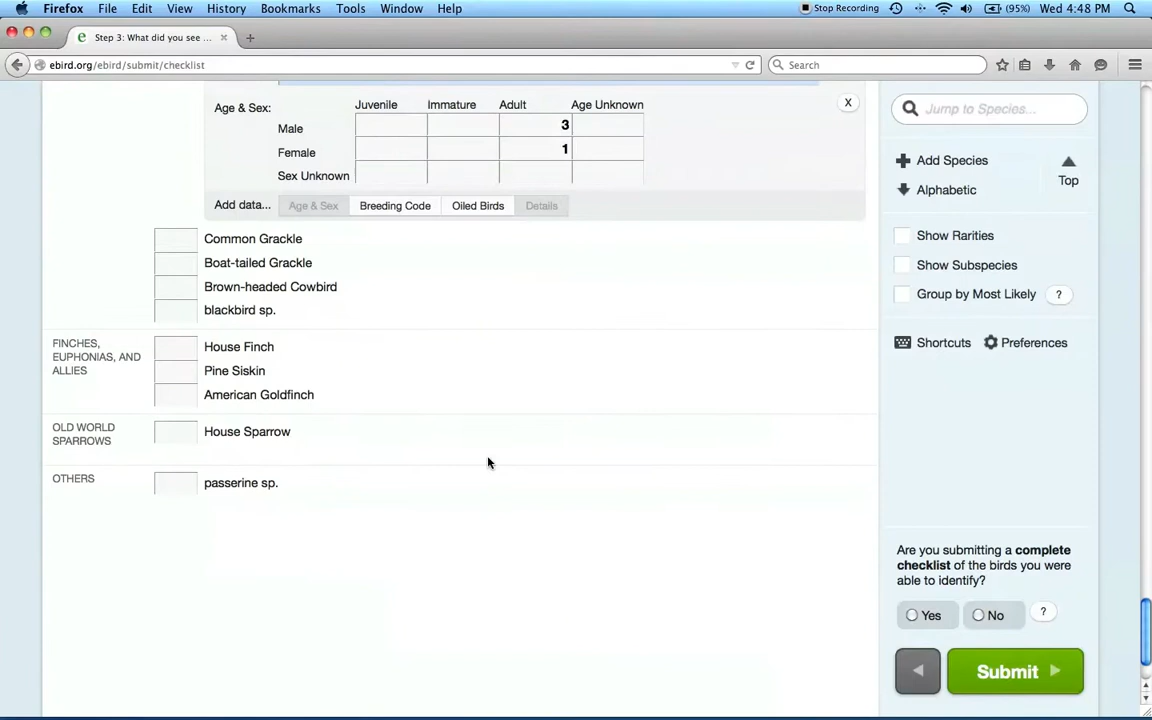 Firefox File Edit View History Bookmarks Tools Window Help Stop Recording (95%) Wed 4:48 PM
Step 3: What did you see ... × +
ebird.org/ebird/submit/checklist Search
Jump to Species...
Age & Sex: Juvenile Immature Adult Age Unknown X
Male 3
Female 1
Sex Unknown
Add data... Age & Sex Breeding Code Oiled Birds Details
Add Species
Alphabetic
Top
Show Rarities
Show Subspecies
Group by Most Likely ?
Shortcuts Preferences
Common Grackle
Boat-tailed Grackle
Brown-headed Cowbird
blackbird sp.
FINCHES,
EUPHONIAS, AND
ALLIES
House Finch
Pine Siskin
American Goldfinch
OLD WORLD
SPARROWS
House Sparrow
OTHERS
passerine sp.
Are you submitting a complete
checklist of the birds you were
able to identify?
Yes No ?
Submit